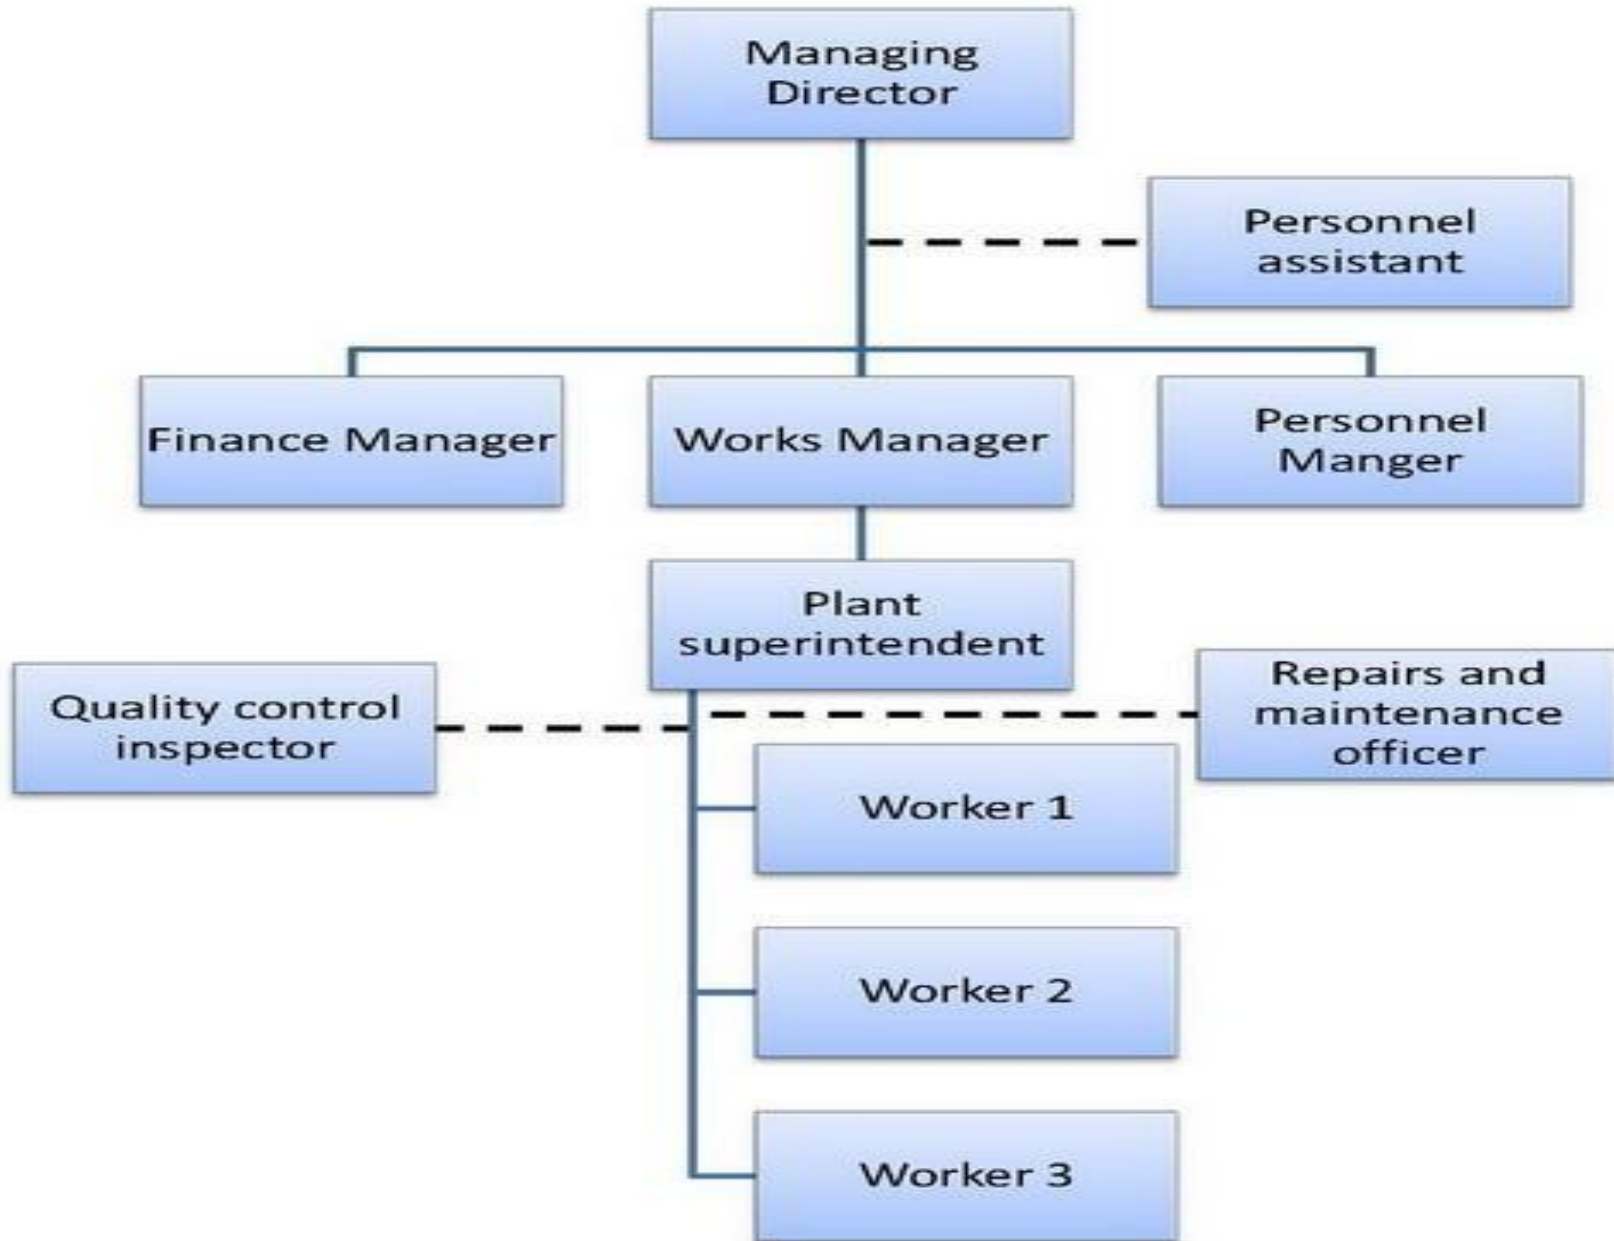 Managing
Director
Personnel
assistant
Finance Manager
Works Manager
Personnel
Manger
Plant
superintendent
Quality control
inspector
Repairs and
maintenance
officer
Worker 1
Worker 2
Worker 3